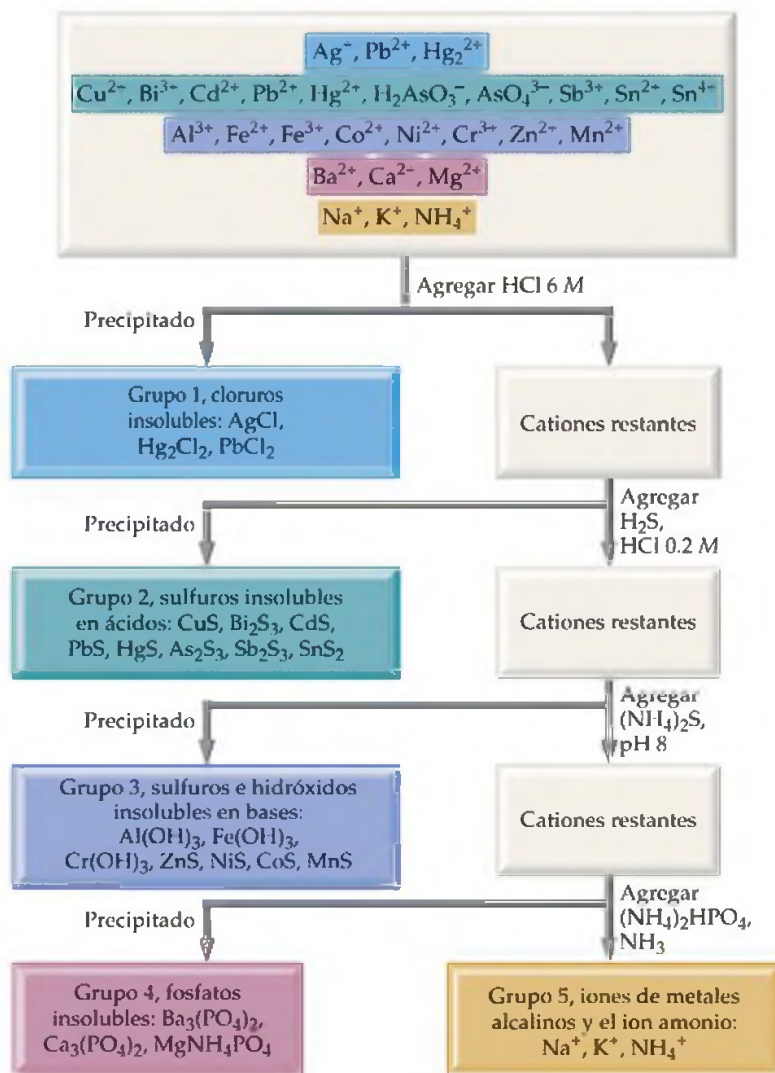 Ag⁺, Pb²⁺, Hg₂²⁺
Cu²⁺, Bi³⁺, Cd²⁺, Pb²⁺, Hg²⁺, H₂AsO₃⁻, AsO₄³⁻, Sb³⁺, Sn²⁺, Sn⁴⁺
Al³⁺, Fe²⁺, Fe³⁺, Co²⁺, Ni²⁺, Cr³⁺, Zn²⁺, Mn²⁺
Ba²⁺, Ca²⁺, Mg²⁺
Na⁺, K⁺, NH₄⁺
Agregar HCl 6 M
Precipitado
Grupo 1, cloruros
insolubles: AgCl,
Hg₂Cl₂, PbCl₂
Cationes restantes
Precipitado
Agregar
H₂S,
HCl 0.2 M
Grupo 2, sulfuros insolubles
en ácidos: CuS, Bi₂S₃, CdS,
PbS, HgS, As₂S₃, Sb₂S₃, SnS₂
Cationes restantes
Precipitado
Agregar
(NH₄)₂S,
pH 8
Grupo 3, sulfuros e hidróxidos
insolubles en bases:
Al(OH)₃, Fe(OH)₃,
Cr(OH)₃, ZnS, NiS, CoS, MnS
Cationes restantes
Precipitado
Agregar
(NH₄)₂HPO₄,
NH₃
Grupo 4, fosfatos
insolubles: Ba₃(PO₄)₂,
Ca₃(PO₄)₂, MgNH₄PO₄
Grupo 5, iones de metales
alcalinos y el ion amonio:
Na⁺, K⁺, NH₄⁺